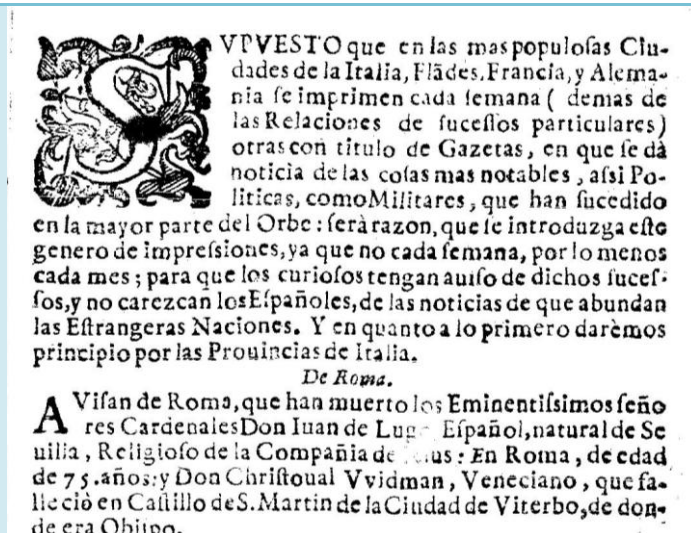 SVPVESTO que en las mas populosas Ciu-
dades de la Italia, Flādes. Francia, y Alema-
nia ſe imprimen cada ſemana ( demas de
las Relaciones de ſuceſſos particulares)
otras con titulo de Gazetas, en que ſe dà
noticia de las coſas mas notables, aſsi Po-
liticas, como Militares, que han ſucedido
en la mayor parte del Orbe: ſerà razon, que ſe introduzga eſte
genero de impreſsiones, ya que no cada ſemana, por lo menos
cada mes; para que los curioſos tengan auiſo de dichos ſuceſ-
ſos, y no carezcan los Eſpañoles, de las noticias de que abundan
las Eſtrangeras Naciones. Y en quanto a lo primero darèmos
principio por las Prouincias de Italia.
De Roma.
AViſan de Roma, que han muerto los Eminentiſsimos ſeño
res Cardenales Don Iuan de Eſpañol, natural de Se
uilla, Religioſo de la Compañia de : En Roma, de edad
de 75. años: y Don Chriſtoual Vvidman, Veneciano, que fa-
lleciò en Caſtillo de S. Martin de la Ciudad de Viterbo, de don-
de era Obiſpo.